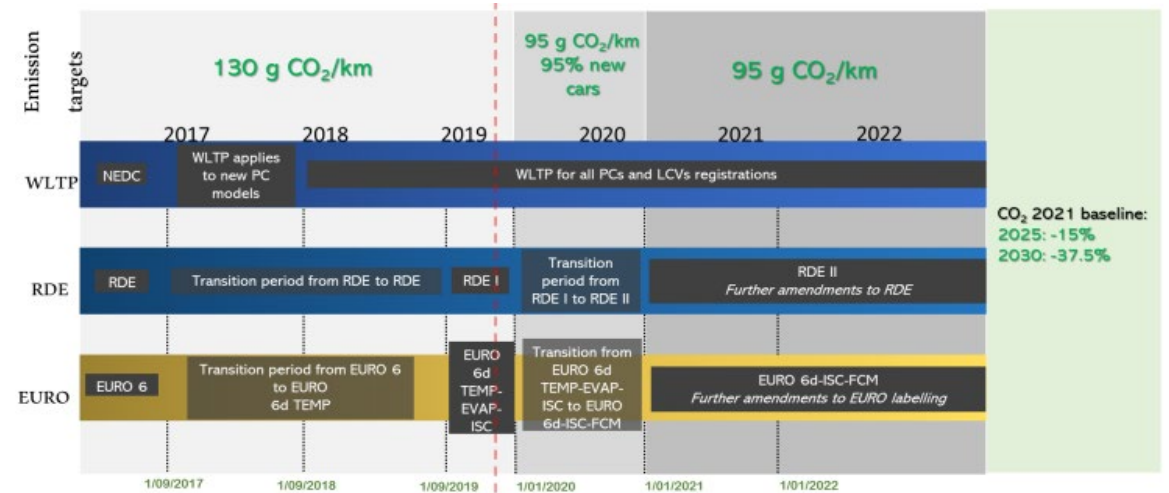 Emission
targets
130 g CO₂/km
95 g CO₂/km
95% new
cars
95 g CO₂/km
2017 2018 2019 2020 2021 2022
WLTP
NEDC
WLTP applies
to new PC
models
WLTP for all PCs and LCVs registrations
RDE
RDE
Transition period from RDE to RDE
RDE I
Transition
period from
RDE I to RDE II
RDE II
Further amendments to RDE
EURO
EURO 6
Transition period from EURO 6
to EURO
6d TEMP
EURO
6d
TEMP-
EVAP-
ISC
Transition from
EURO 6d
TEMP-EVAP-
ISC to EURO
6d-ISC-FCM
EURO 6d-ISC-FCM
Further amendments to EURO labelling
1/09/2017 1/09/2018 1/09/2019 1/01/2020 1/01/2021 1/01/2022
CO₂ 2021 baseline:
2025: -15%
2030: -37.5%